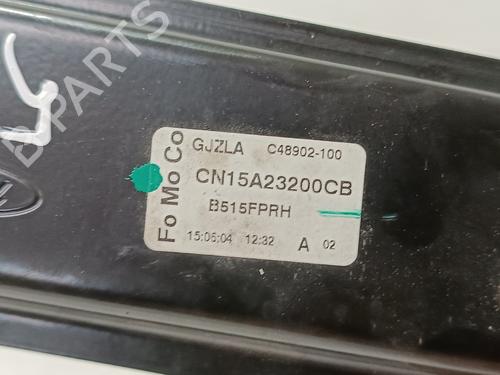 B-PARTS
Fo Mo Co
GJZLA C48902-100
CN15A23200CB
B515FPRH
15:06:04 12:32 A 02